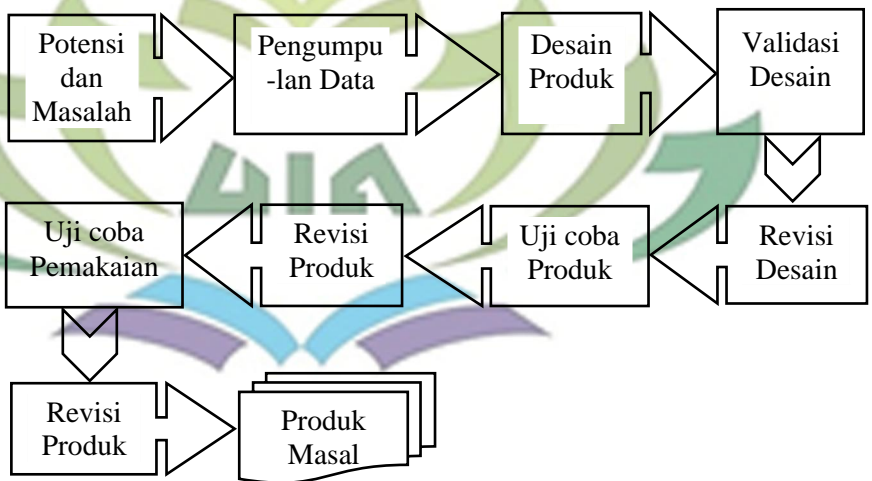 Potensi
dan
Masalah
Pengumpu
-lan Data
Desain
Produk
Validasi
Desain
Revisi
Desain
Uji coba
Produk
Revisi
Produk
Uji coba
Pemakaian
Revisi
Produk
Produk
Masal